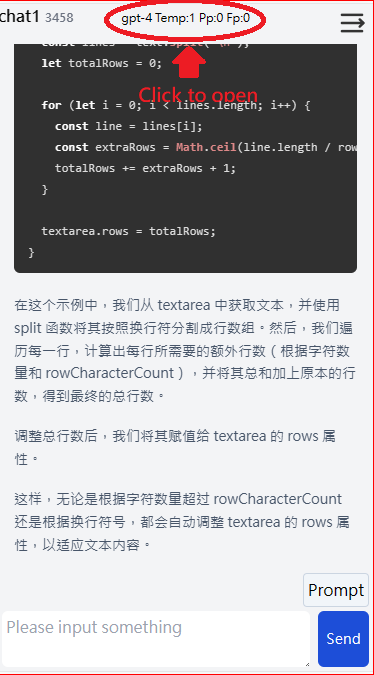 chat1 3458 gpt-4 Temp:1 Pp:0 Fp:0
const lines = text.split('\n');
let totalRows = 0;
Click to open
for (let i = 0; i < lines.length; i++) {
const line = lines[i];
const extraRows = Math.ceil(line.length / row
totalRows += extraRows + 1;
}
textarea.rows = totalRows;
}
在这个示例中，我们从 textarea 中获取文本，并使用
split 函数将其按照换行符分割成行数组。然后，我们遍
历每一行，计算出每行所需要的额外行数（根据字符数
量和 rowCharacterCount），并将其总和加上原本的行
数，得到最终的总行数。
调整总行数后，我们将其赋值给 textarea 的 rows 属
性。
这样，无论是根据字符数量超过 rowCharacterCount
还是根据换行符号，都会自动调整 textarea 的 rows 属
性，以适应文本内容。
Prompt
Please input something
Send